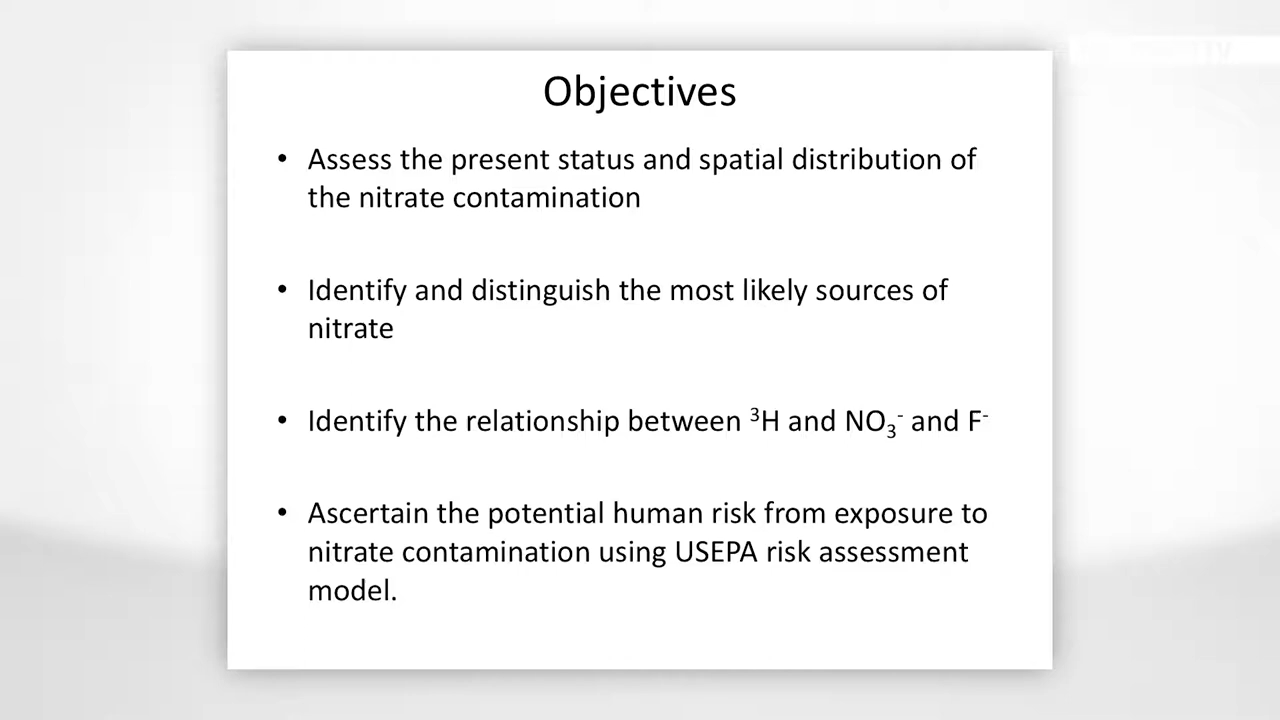 Objectives
• Assess the present status and spatial distribution of
the nitrate contamination
• Identify and distinguish the most likely sources of
nitrate
• Identify the relationship between ³H and NO₃⁻ and F⁻
• Ascertain the potential human risk from exposure to
nitrate contamination using USEPA risk assessment
model.